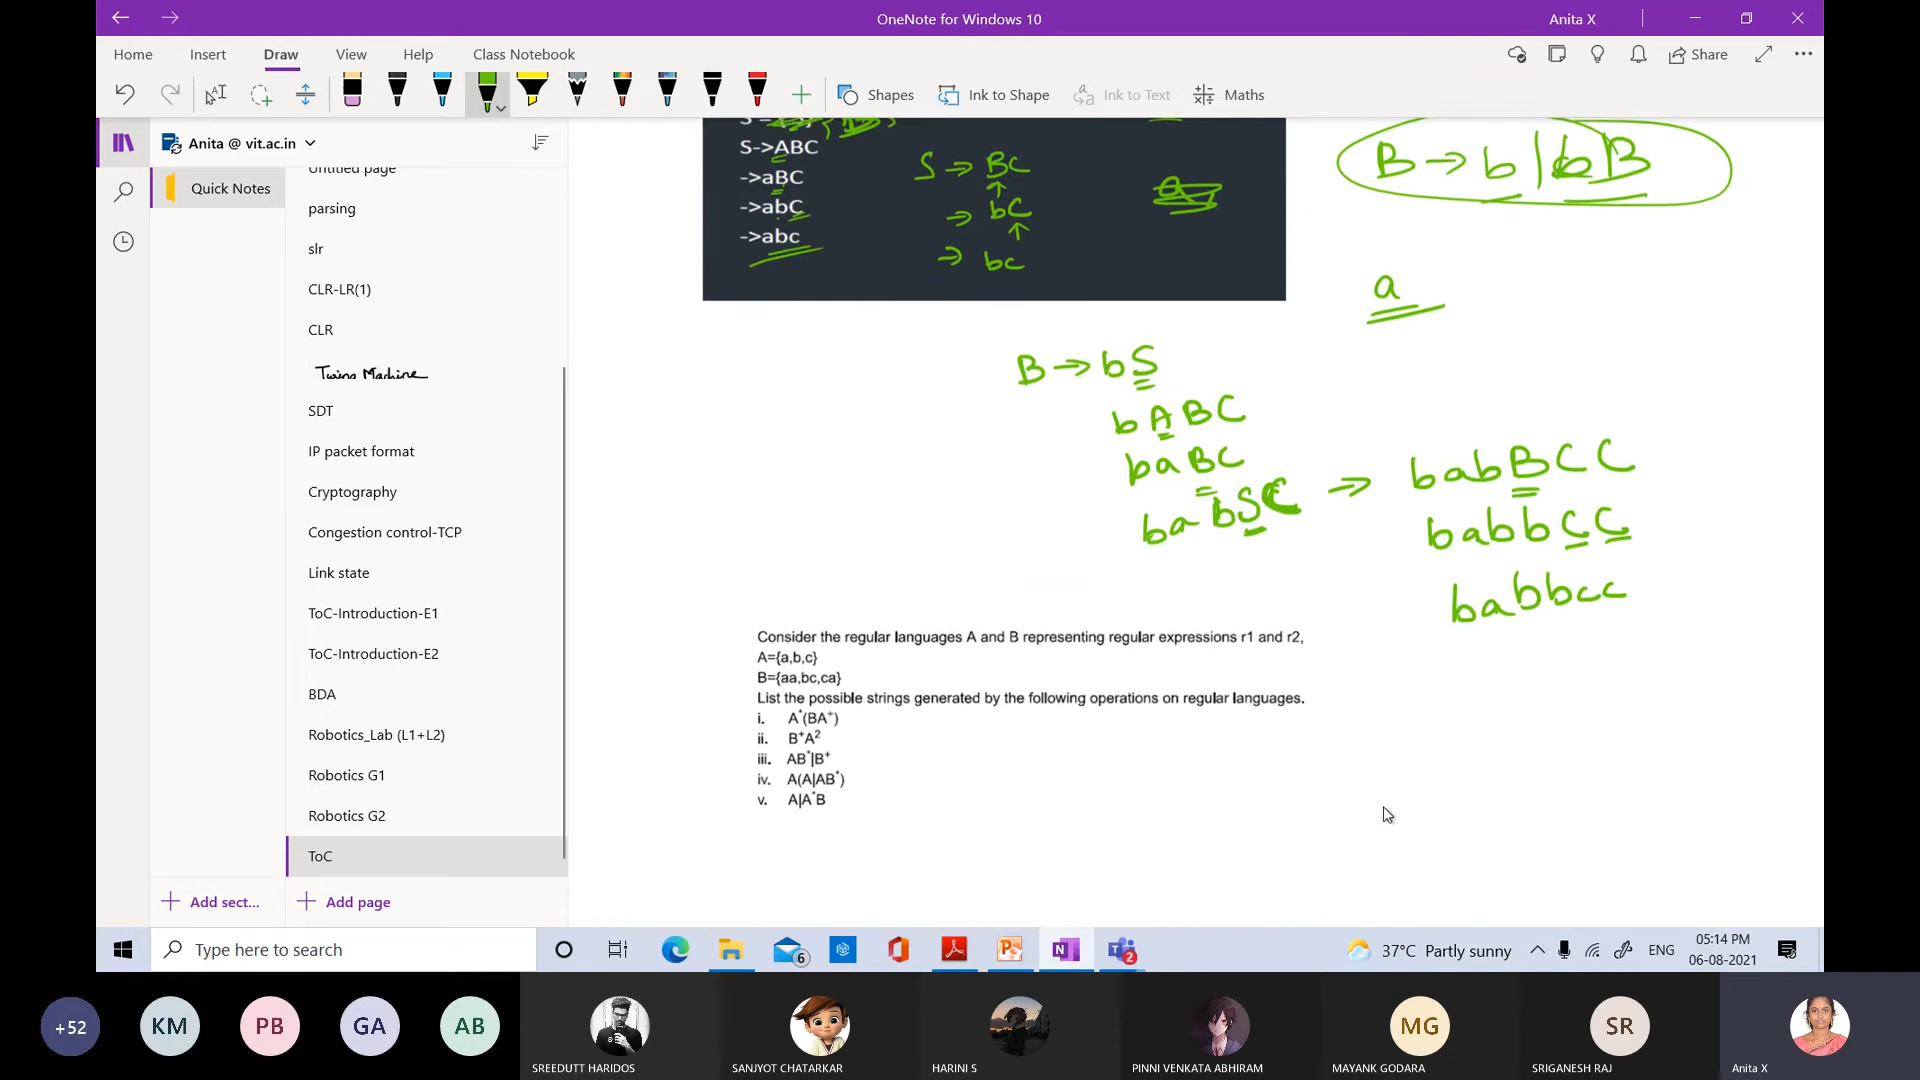 OneNote for Windows 10
Anita X
Home Insert Draw View Help Class Notebook
Share
Shapes Ink to Shape Ink to Text Maths
Anita @ vit.ac.in
Quick Notes
Untitled page
parsing
slr
CLR-LR(1)
CLR
Turing Machine
SDT
IP packet format
Cryptography
Congestion control-TCP
Link state
ToC-Introduction-E1
ToC-Introduction-E2
BDA
Robotics_Lab (L1+L2)
Robotics G1
Robotics G2
ToC
Add sect...
Add page
S->ABC
->aBC
->abC
->abc
S → BC
⇒ bC
⇒ bc
B → b | bB
a
B → bS
bABC
baBC
babSC → babBCC
babbCC
babbcc
Consider the regular languages A and B representing regular expressions r1 and r2,
A={a,b,c}
B={aa,bc,ca}
List the possible strings generated by the following operations on regular languages.
i. A*(BA+)
ii. B+A2
iii. AB*|B+
iv. A(A|AB*)
v. A|A*B
Type here to search
6
2
37°C Partly sunny
ENG
05:14 PM
06-08-2021
+52
KM
PB
GA
AB
SREEDUTT HARIDOS
SANJYOT CHATARKAR
HARINI S
PINNI VENKATA ABHIRAM
MG
MAYANK GODARA
SR
SRIGANESH RAJ
Anita X